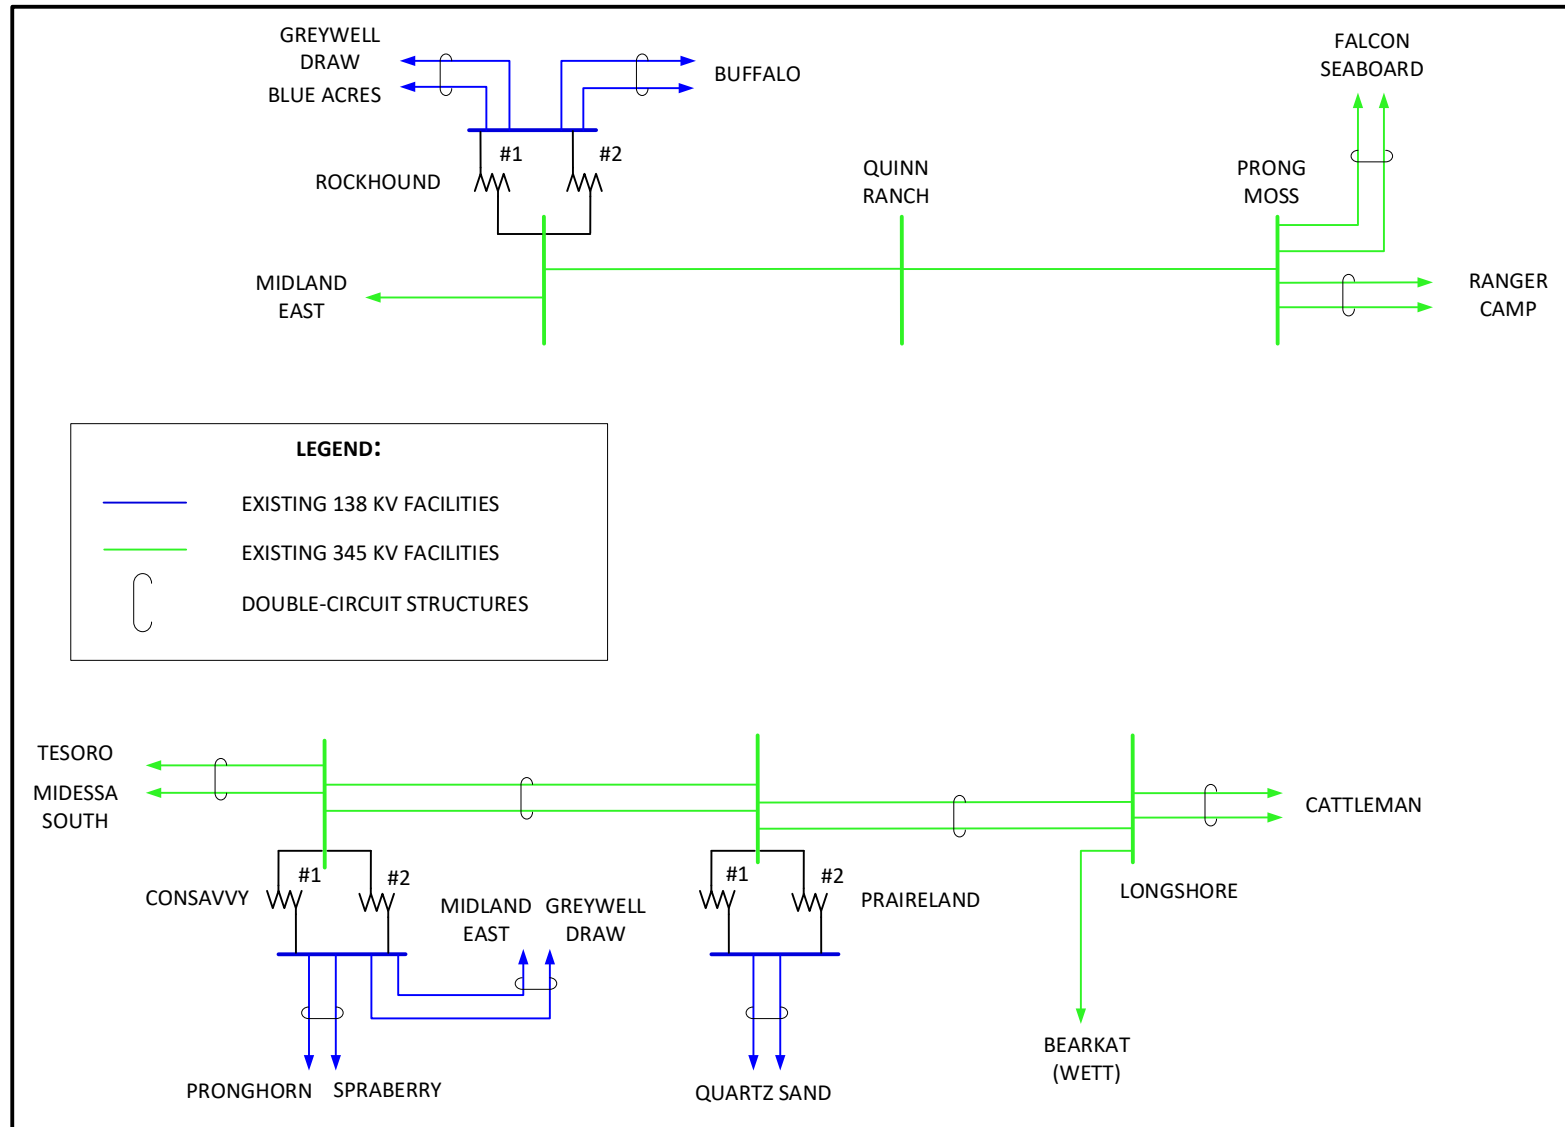 GREYWELL
DRAW
BLUE ACRES
BUFFALO
FALCON
SEABOARD
#1
#2
ROCKHOUND
QUINN
RANCH
PRONG
MOSS
MIDLAND
EAST
RANGER
CAMP
LEGEND:
EXISTING 138 KV FACILITIES
EXISTING 345 KV FACILITIES
DOUBLE-CIRCUIT STRUCTURES
TESORO
MIDESSA
SOUTH
CATTLEMAN
#1
#2
CONSAVVY
MIDLAND
EAST
GREYWELL
DRAW
#1
#2
PRAIRELAND
LONGSHORE
PRONGHORN
SPRABERRY
QUARTZ SAND
BEARKAT
(WETT)